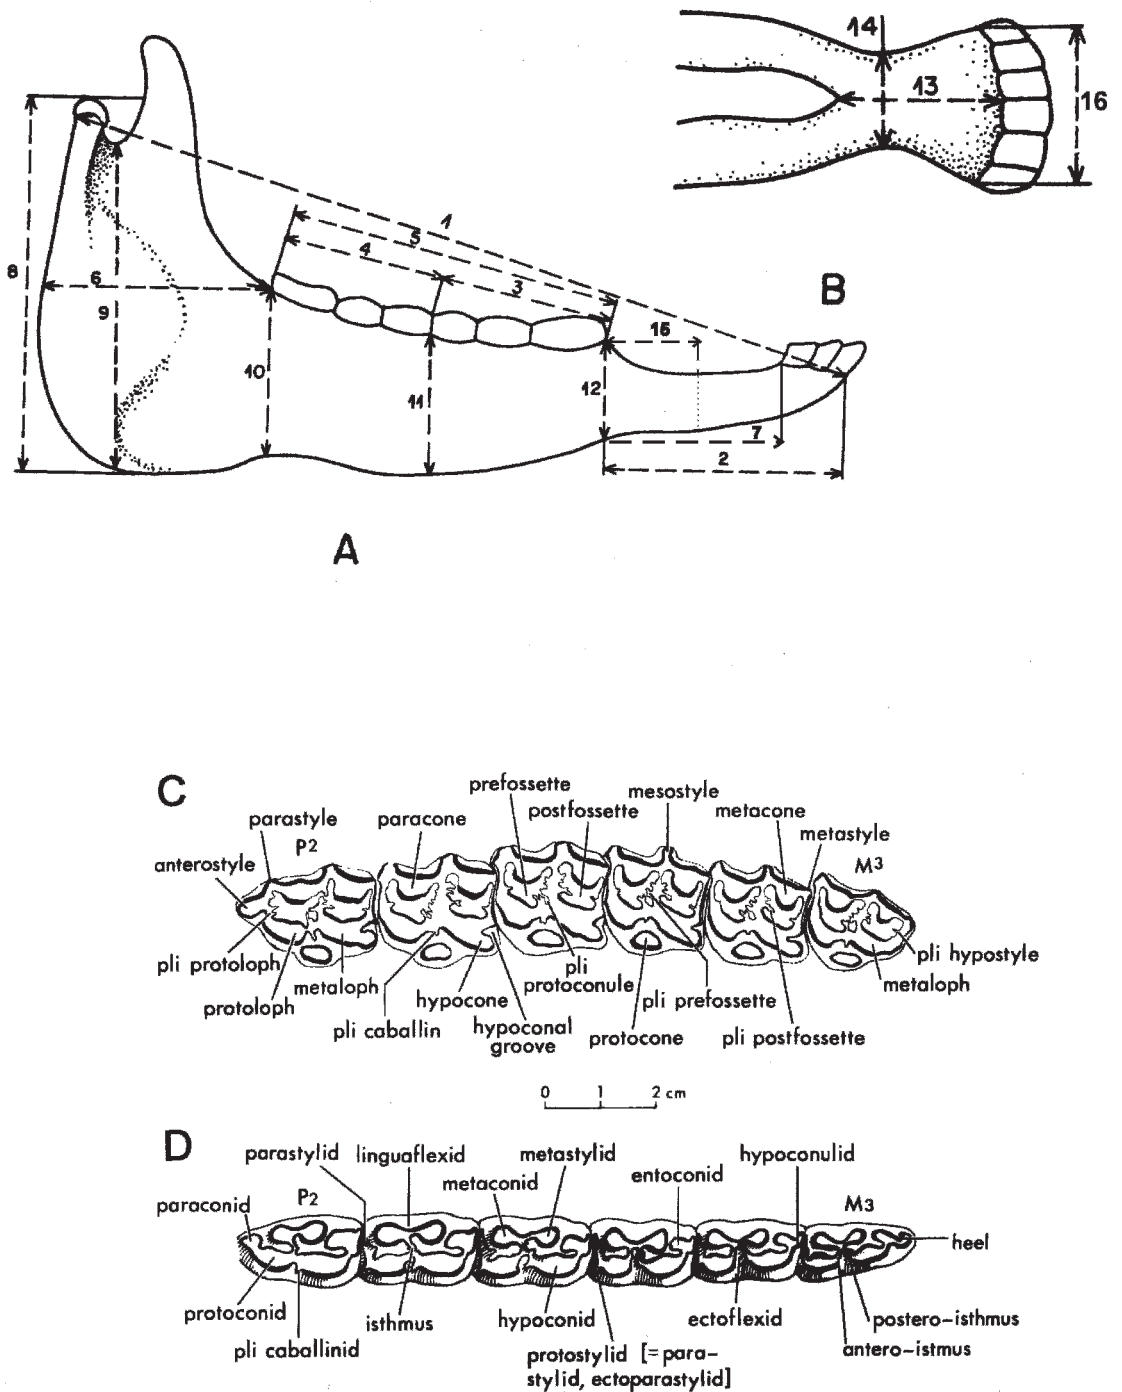 14
13
16
8
1
5
4
3
6
9
15
10
11
12
7
2
B
A
C
prefossette
mesostyle
parastyle
paracone
postfossette
metacone
metastyle
P2
anterostyle
M3
pli protoloph
metaloph
pli
protoconule
pli hypostyle
metaloph
protoloph
hypocone
pli prefossette
pli caballin
hypoconal
groove
protocone
pli postfossette
0 1 2 cm
D
parastylid
linguaflexid
metastylid
hypoconulid
metaconid
entoconid
paraconid
P2
M3
heel
protoconid
isthmus
hypoconid
ectoflexid
postero-isthmus
pli caballinid
antero-istmus
protostylid [=para-
stylid, ectoparastylid]